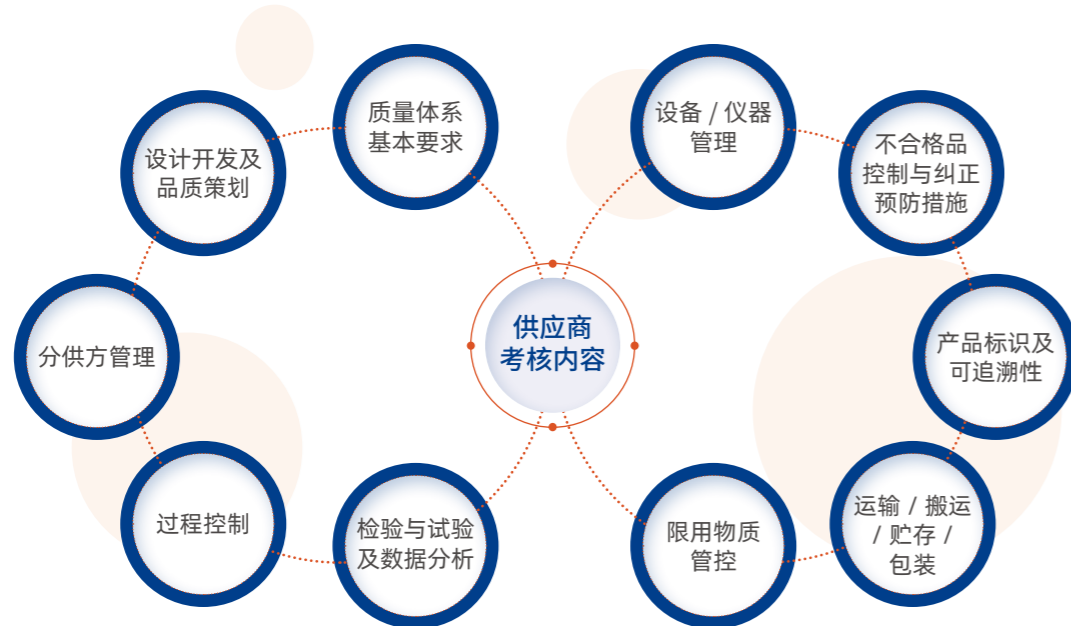 质量体系
基本要求
设备 / 仪器
管理
设计开发及
品质策划
不合格品
控制与纠正
预防措施
供应商
考核内容
分供方管理
产品标识及
可追溯性
过程控制
检验与试验
及数据分析
限用物质
管控
运输 / 搬运
/ 贮存 /
包装